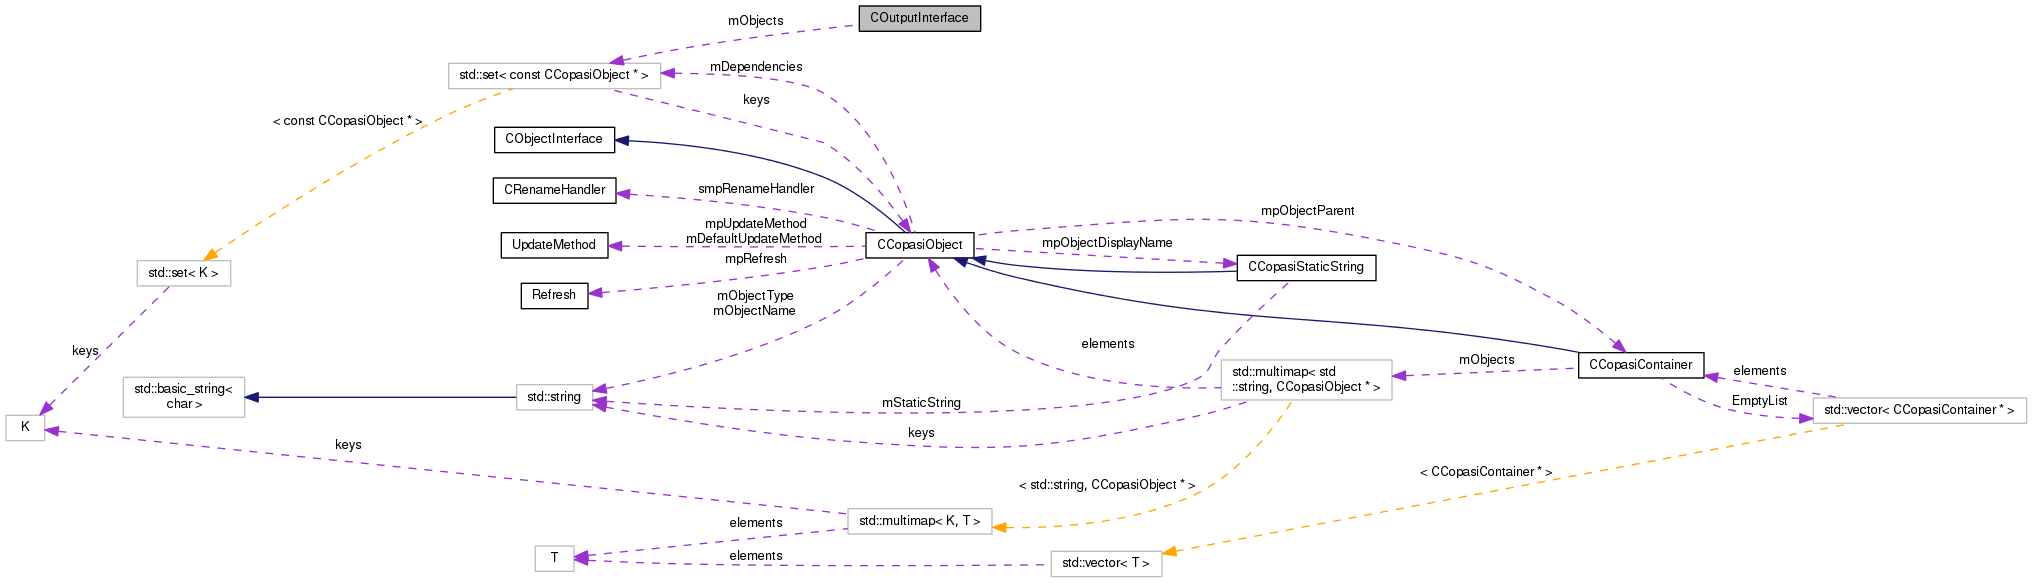 COutputInterface
mObjects
std::set< const CCopasiObject * >
mDependencies
keys
< const CCopasiObject * >
CObjectInterface
CRenameHandler
smpRenameHandler
mpObjectParent
mpUpdateMethod
mDefaultUpdateMethod
UpdateMethod
CCopasiObject
mpObjectDisplayName
mpRefresh
CCopasiStaticString
std::set< K >
Refresh
mObjectType
mObjectName
keys
elements
mObjects
CCopasiContainer
elements
std::multimap< std
::string, CCopasiObject * >
std::basic_string<
char >
std::string
mStaticString
EmptyList
std::vector< CCopasiContainer * >
K
keys
keys
< CCopasiContainer * >
< std::string, CCopasiObject * >
elements
std::multimap< K, T >
T
elements
std::vector< T >